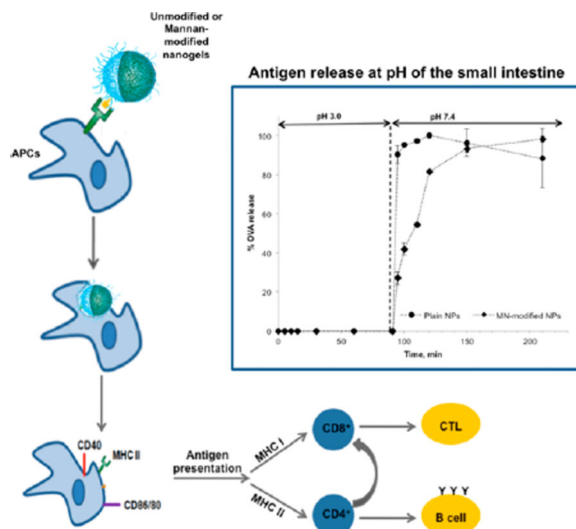 Unmodified or
Mannan-
modified
nanogels
APCs
Antigen release at pH of the small intestine
pH 3.0
pH 7.4
% OVA release
100
80
60
40
20
0
0
50
100
150
200
Plain NPs
MN-modified NPs
Time, min
CD40
MHC II
CD86/80
Antigen
presentation
MHC I
MHC II
CD8⁺
CD4⁺
CTL
Y Y Y
B cell